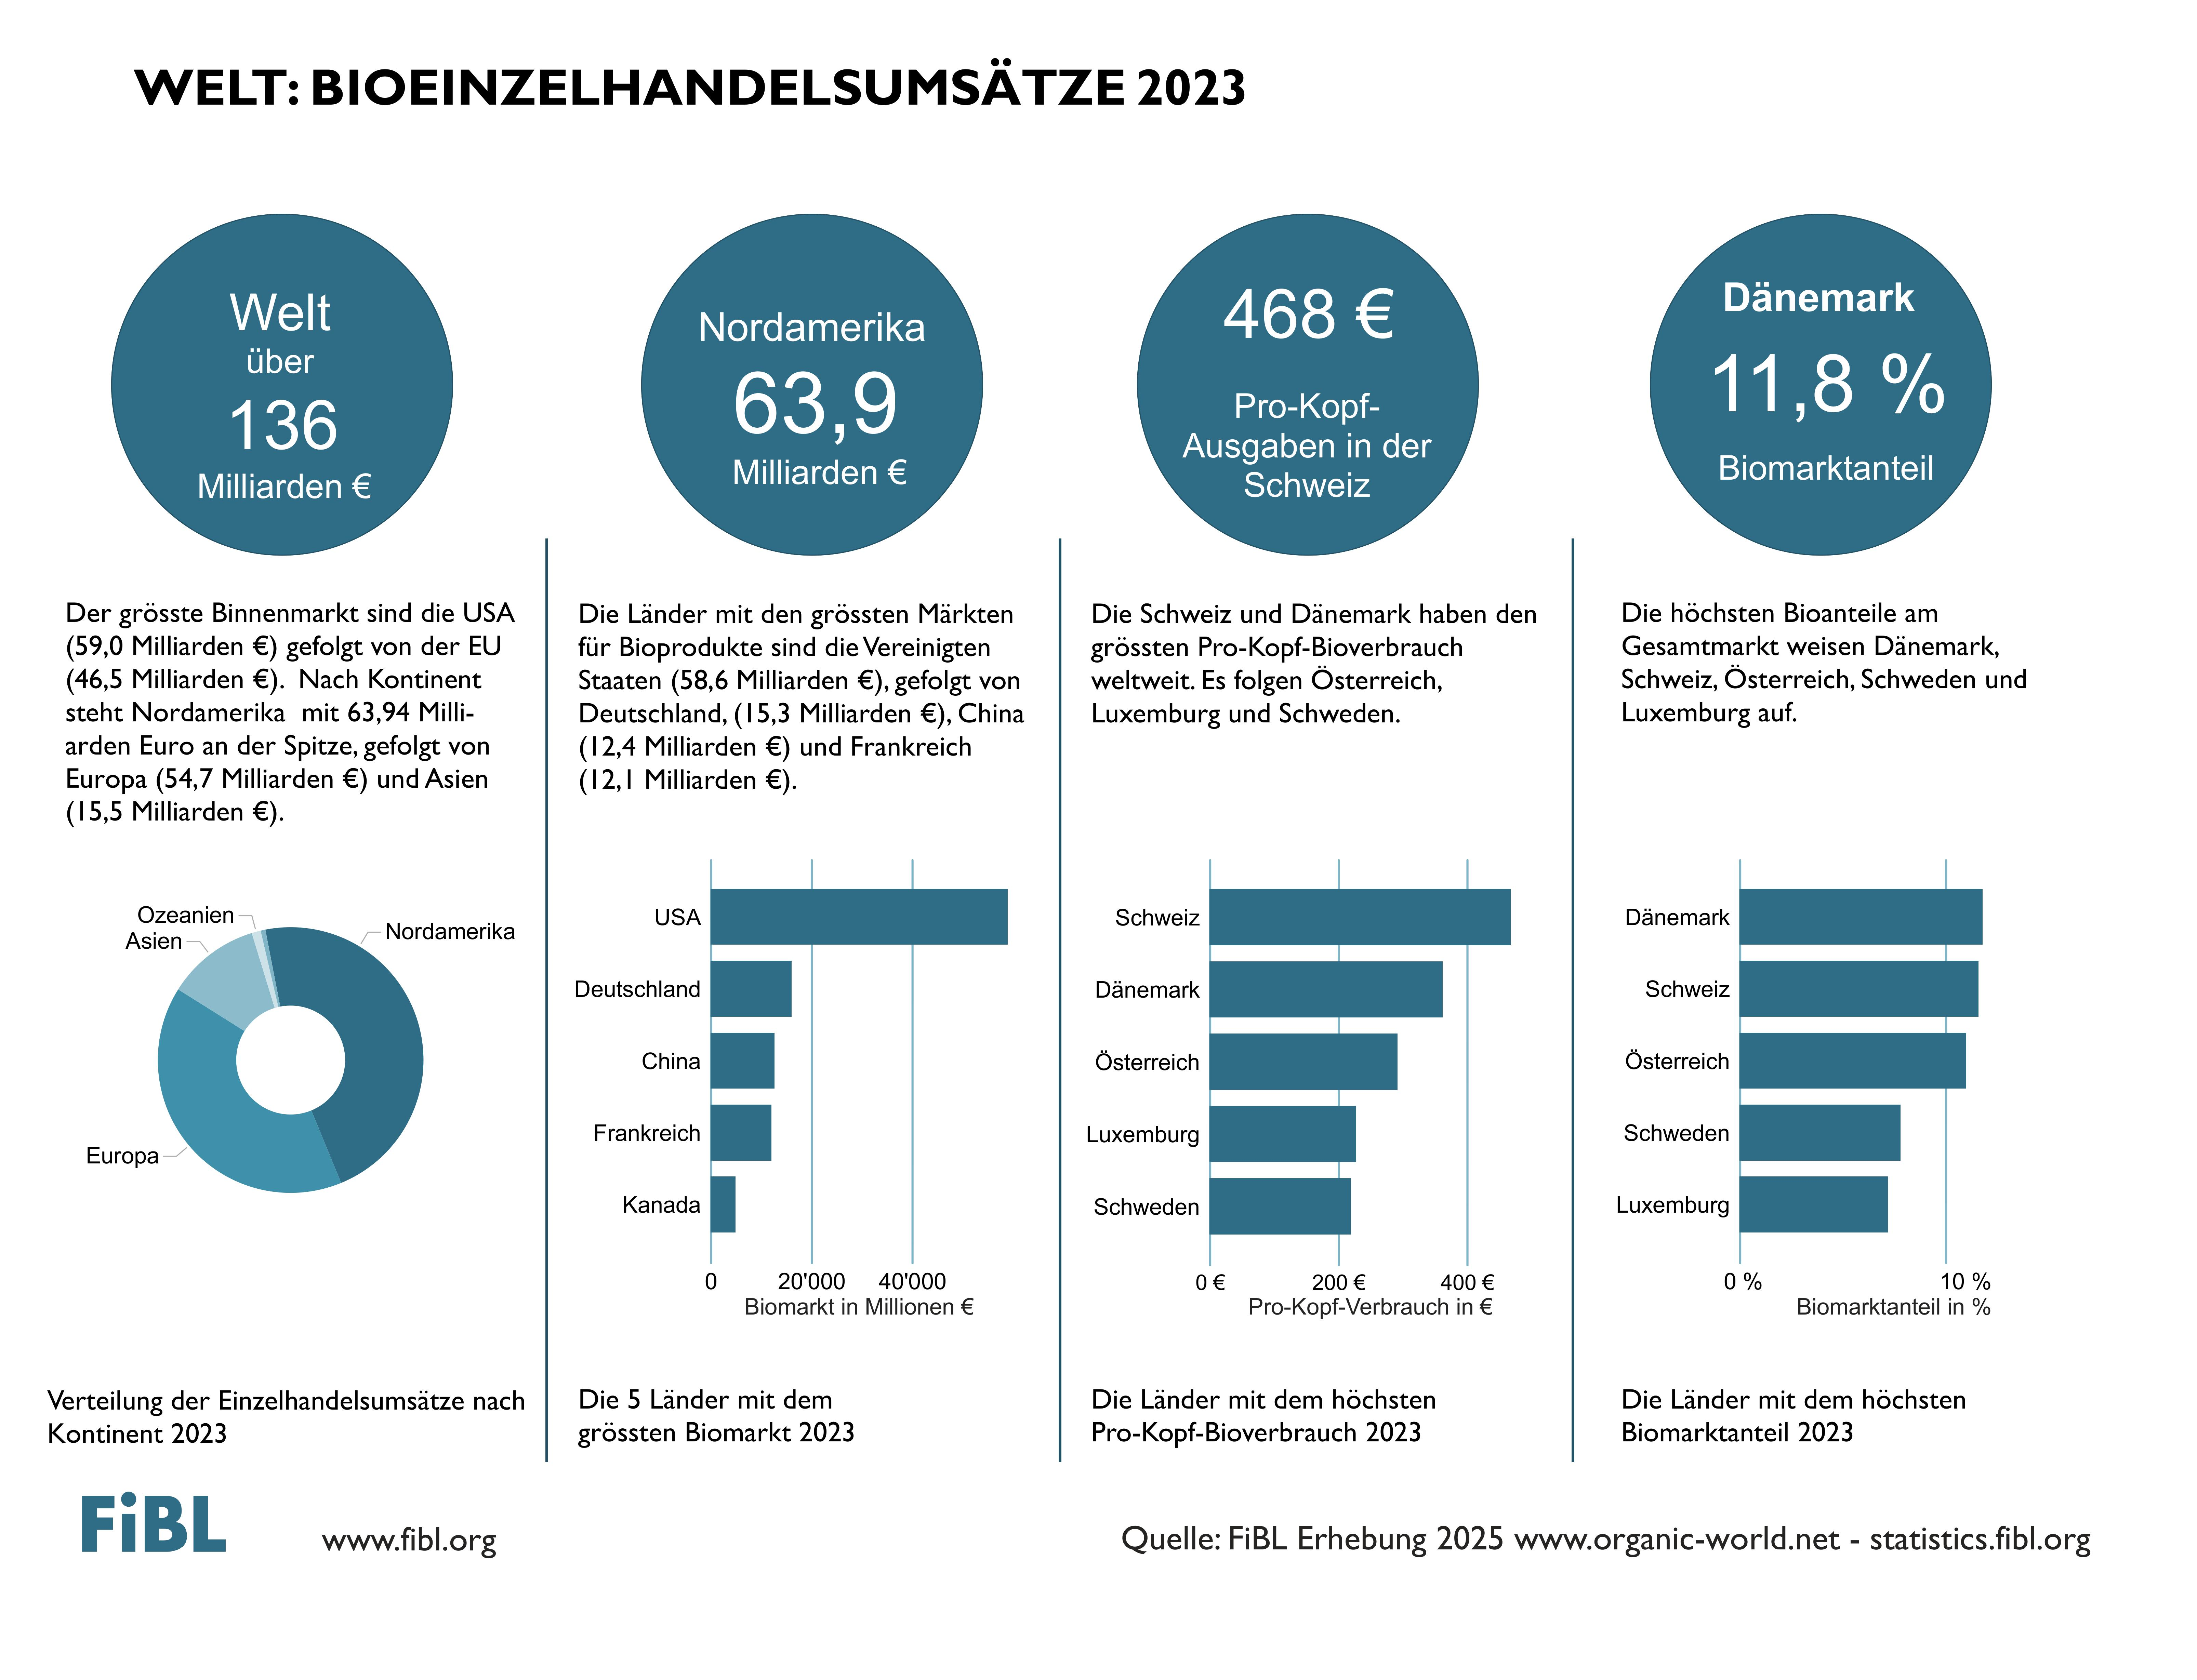 WELT: BIOEINZELHANDELSUMSÄTZE 2023
Welt
über
136
Milliarden €
Der grösste Binnenmarkt sind die USA
(59,0 Milliarden €) gefolgt von der EU
(46,5 Milliarden €).  Nach Kontinent
steht Nordamerika  mit 63,94 Milli-
arden Euro an der Spitze, gefolgt von
Europa (54,7 Milliarden €) und Asien
(15,5 Milliarden €).
Ozeanien
Asien
Nordamerika
Europa
Verteilung der Einzelhandelsumsätze nach
Kontinent 2023
Nordamerika
63,9
Milliarden €
Die Länder mit den grössten Märkten
für Bioprodukte sind die Vereinigten
Staaten (58,6 Milliarden €), gefolgt von
Deutschland, (15,3 Milliarden €), China
(12,4 Milliarden €) und Frankreich
(12,1 Milliarden €).
USA
Deutschland
China
Frankreich
Kanada
0 20'000 40'000
Biomarkt in Millionen €
Die 5 Länder mit dem
grössten Biomarkt 2023
468 €
Pro-Kopf-
Ausgaben in der
Schweiz
Die Schweiz und Dänemark haben den
grössten Pro-Kopf-Bioverbrauch
weltweit. Es folgen Österreich,
Luxemburg und Schweden.
Schweiz
Dänemark
Österreich
Luxemburg
Schweden
0 € 200 € 400 €
Pro-Kopf-Verbrauch in €
Die Länder mit dem höchsten
Pro-Kopf-Bioverbrauch 2023
Dänemark
11,8 %
Biomarktanteil
Die höchsten Bioanteile am
Gesamtmarkt weisen Dänemark,
Schweiz, Österreich, Schweden und
Luxemburg auf.
Dänemark
Schweiz
Österreich
Schweden
Luxemburg
0 % 10 %
Biomarktanteil in %
Die Länder mit dem höchsten
Biomarktanteil 2023
FiBL
www.fibl.org
Quelle: FiBL Erhebung 2025 www.organic-world.net - statistics.fibl.org